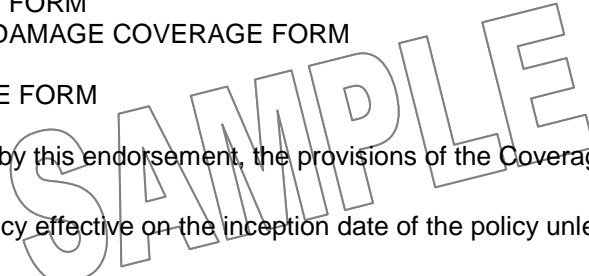 FORM
DAMAGE COVERAGE FORM
E FORM
by this endorsement, the provisions of the Coverag
cy effective on the inception date of the policy unle
SAMPLE